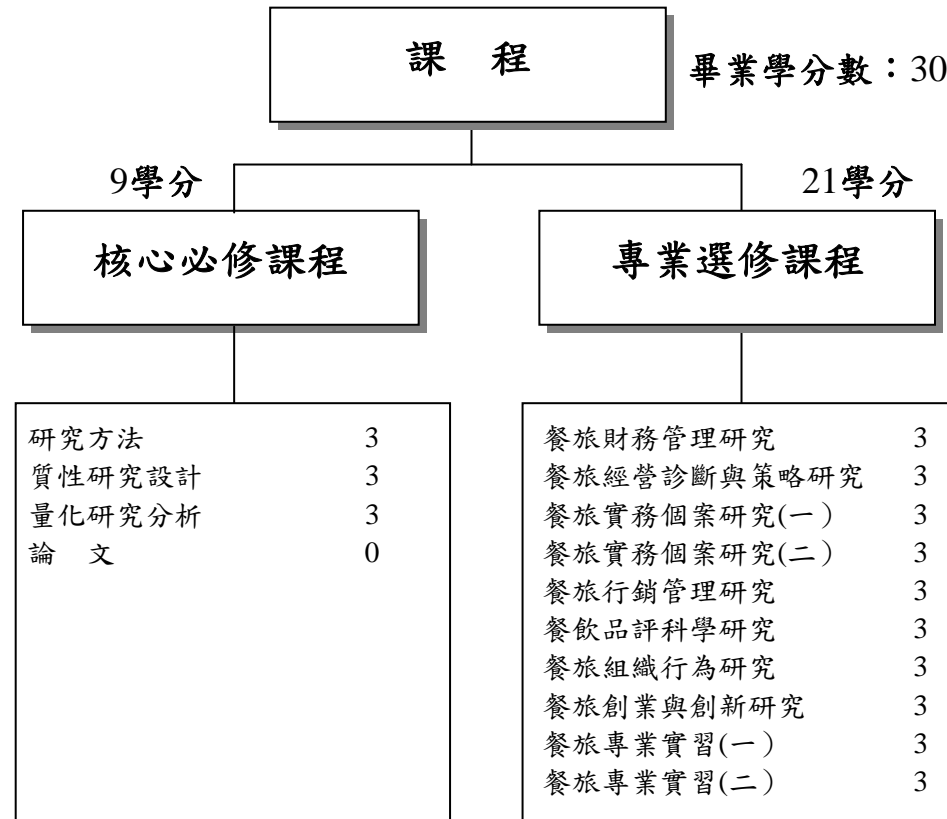 課 程
畢業學分數：30
9學分
21學分
核心必修課程
專業選修課程
研究方法 3
質性研究設計 3
量化研究分析 3
論 文 0
餐旅財務管理研究 3
餐旅經營診斷與策略研究 3
餐旅實務個案研究(一) 3
餐旅實務個案研究(二) 3
餐旅行銷管理研究 3
餐飲品評科學研究 3
餐旅組織行為研究 3
餐旅創業與創新研究 3
餐旅專業實習(一) 3
餐旅專業實習(二) 3